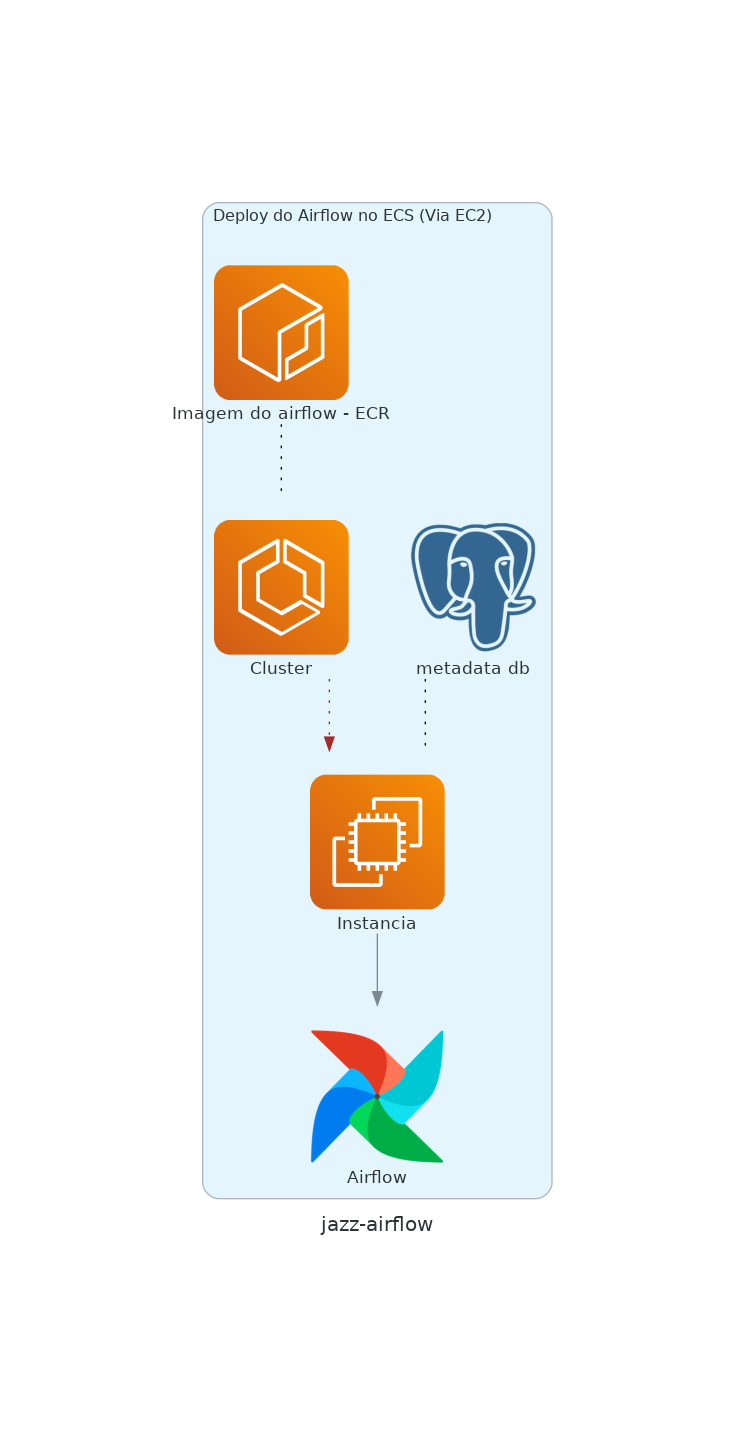 Deploy do Airflow no ECS (Via EC2)
Imagem do airflow - ECR
Cluster
metadata db
Instancia
Airflow
jazz-airflow